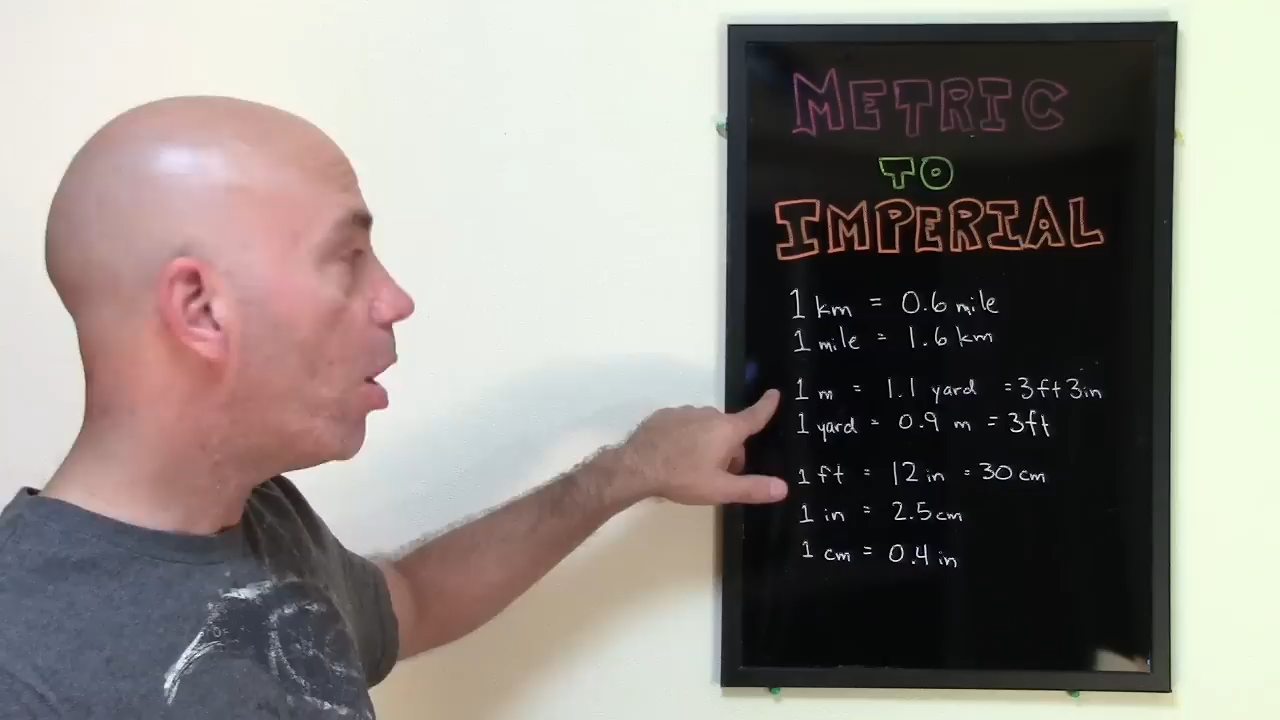 METRIC
TO
IMPERIAL
1 km = 0.6 mile
1 mile = 1.6 km
1 m = 1.1 yard = 3ft 3in
1 yard = 0.9 m = 3ft
1 ft = 12 in = 30 cm
1 in = 2.5 cm
1 cm = 0.4 in